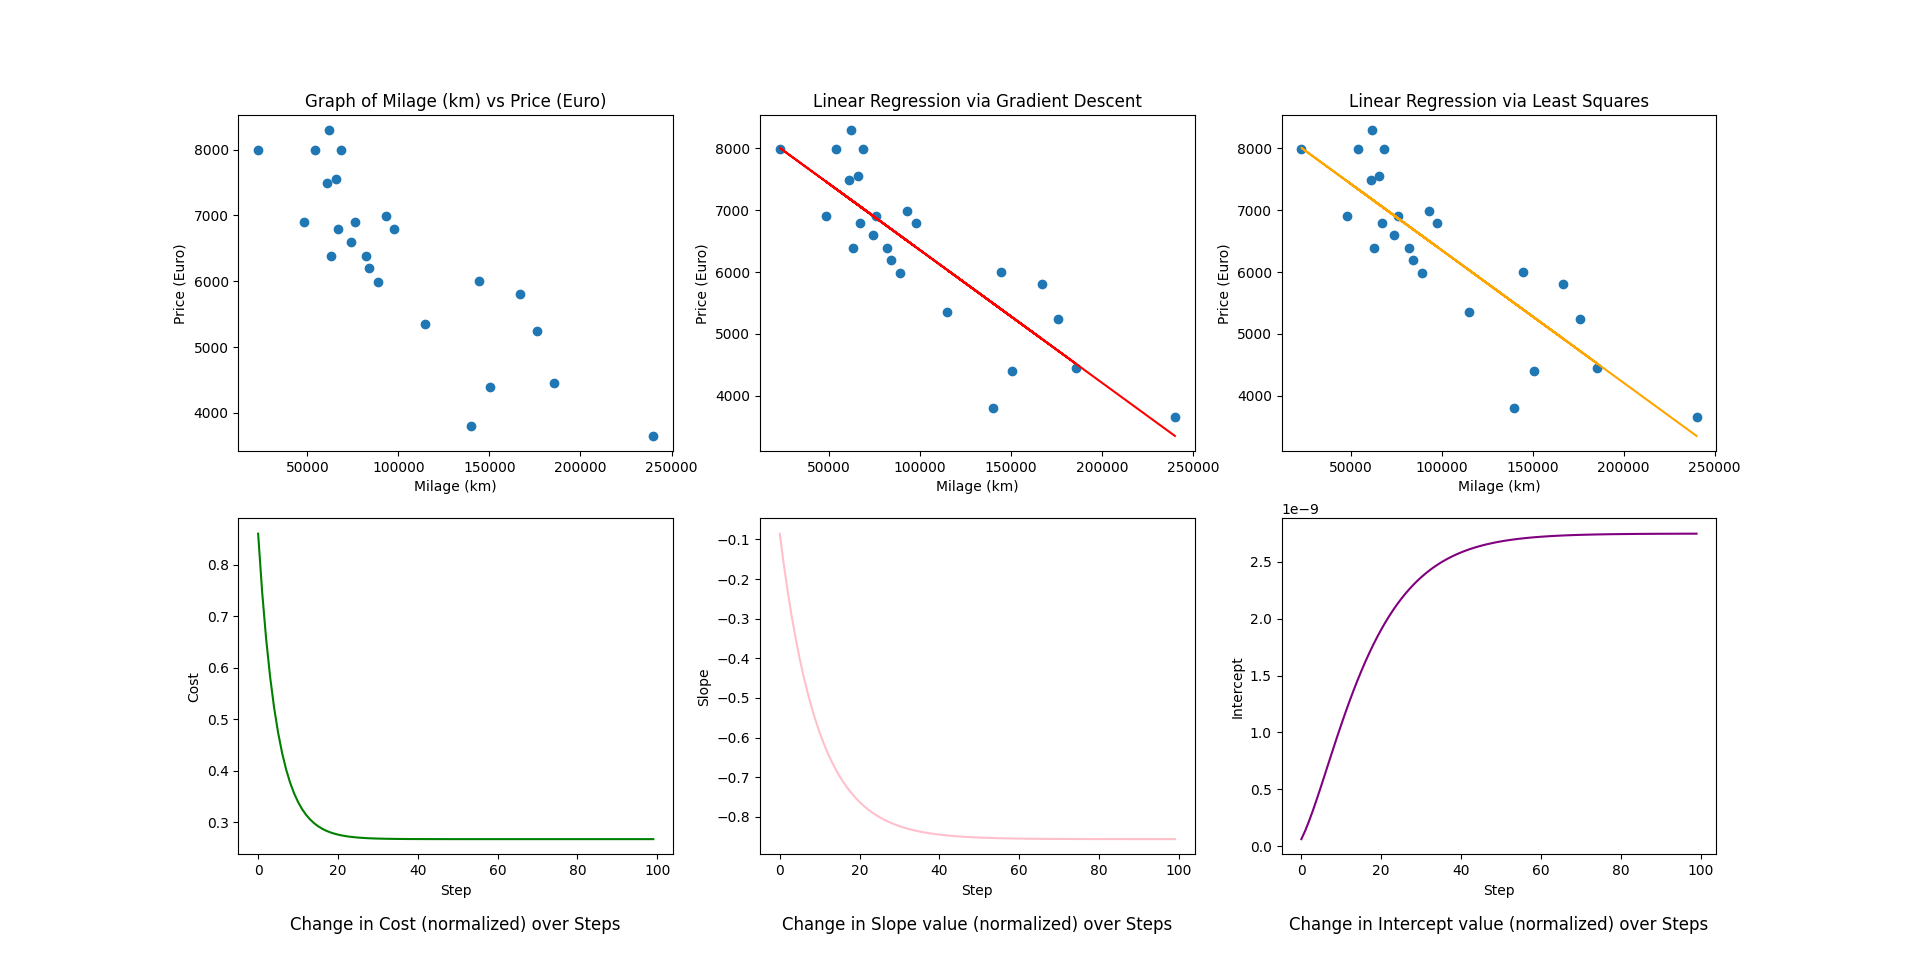 Graph of Milage (km) vs Price (Euro)
8000
7000
6000
5000
4000
Price (Euro)
50000 100000 150000 200000 250000
Milage (km)
Linear Regression via Gradient Descent
8000
7000
6000
5000
4000
Price (Euro)
50000 100000 150000 200000 250000
Milage (km)
Linear Regression via Least Squares
8000
7000
6000
5000
4000
Price (Euro)
50000 100000 150000 200000 250000
Milage (km)
0.8
0.7
0.6
0.5
0.4
0.3
Cost
0 20 40 60 80 100
Step
Change in Cost (normalized) over Steps
−0.1
−0.2
−0.3
−0.4
−0.5
−0.6
−0.7
−0.8
Slope
0 20 40 60 80 100
Step
Change in Slope value (normalized) over Steps
1e−9
2.5
2.0
1.5
1.0
0.5
0.0
Intercept
0 20 40 60 80 100
Step
Change in Intercept value (normalized) over Steps